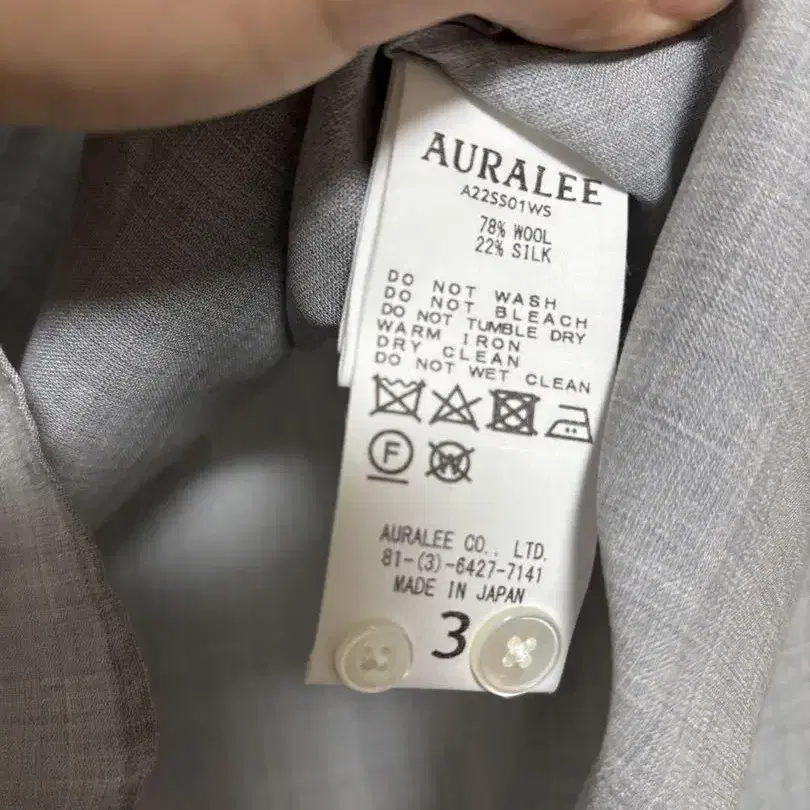 AURALEE
A22SS01WS
78% WOOL
22% SILK
DO NOT WASH
DO NOT BLEACH
DO NOT TUMBLE DRY
WARM IRON
DRY CLEAN
DO NOT WET CLEAN
F W
AURALEE CO., LTD.
81-(3)-6427-7141
MADE IN JAPAN
3